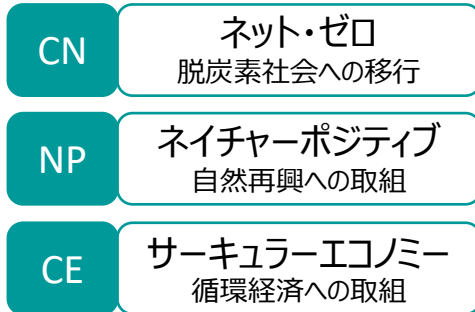 CN
ネット・ゼロ
脱炭素社会への移行
NP
ネイチャーポジティブ
自然再興への取組
CE
サーキュラーエコノミー
循環経済への取組